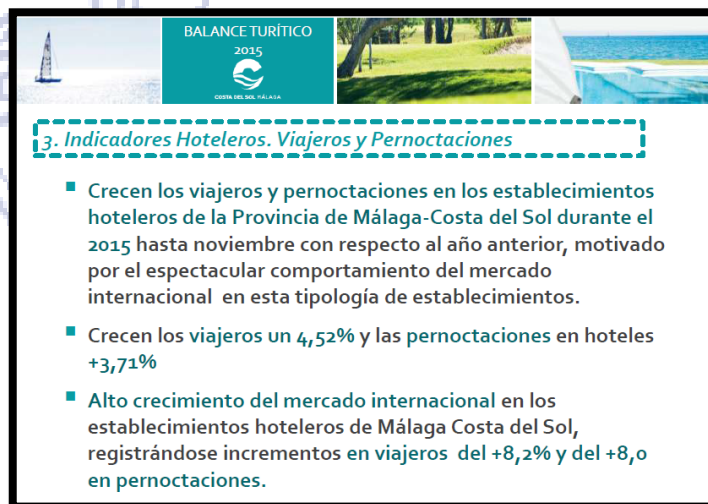 BALANCE TURÍTICO
2015
COSTA DEL SOL MÁLAGA
3. Indicadores Hoteleros. Viajeros y Pernoctaciones
▪ Crecen los viajeros y pernoctaciones en los establecimientos
hoteleros de la Provincia de Málaga-Costa del Sol durante el
2015 hasta noviembre con respecto al año anterior, motivado
por el espectacular comportamiento del mercado
internacional en esta tipología de establecimientos.
▪ Crecen los viajeros un 4,52% y las pernoctaciones en hoteles
+3,71%
▪ Alto crecimiento del mercado internacional en los
establecimientos hoteleros de Málaga Costa del Sol,
registrándose incrementos en viajeros del +8,2% y del +8,0
en pernoctaciones.